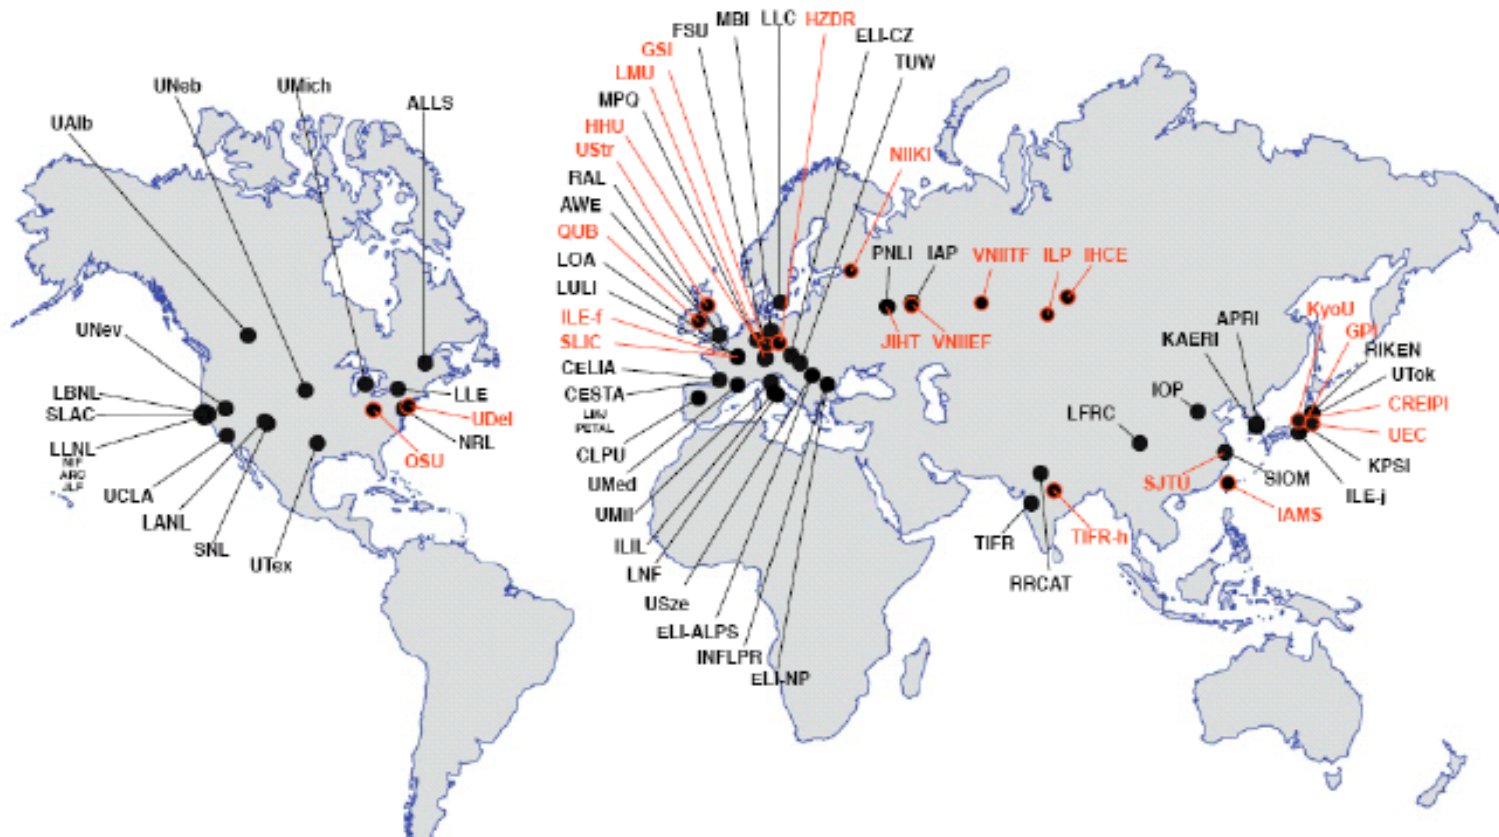 UAlb
UNeb
UMich
ALLS
UNev
LBNL
SLAC
LLNL
NIF
ARC
JLF
UCLA
LANL
SNL
UTex
LLE
UDel
NRL
OSU
FSU
MBI
LLC
HZDR
ELI-CZ
TUW
GSI
LMU
MPQ
HHU
UStr
RAL
AWE
QUB
LOA
LULI
ILE-f
SLIC
CELIA
CESTA
LMJ
PETAL
CLPU
UMed
UMil
ILIL
LNF
USze
ELI-ALPS
INFLPR
ELI-NP
NIIKI
PNLI
IAP
VNIITF
ILP
IHCE
JIHT
VNIIEF
KyoU
GPI
APRI
KAERI
RIKEN
UTok
IOP
CREIPI
LFRC
UEC
KPSI
SJTU
SIOM
ILE-j
IAMS
TIFR
TIFR-h
RRCAT